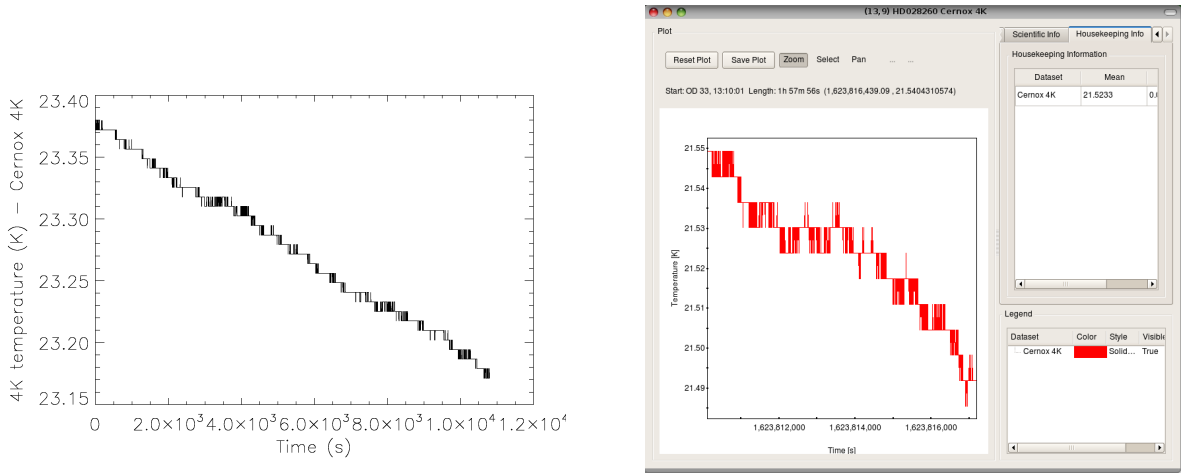 23.40
23.35
23.30
23.25
23.20
23.15
4K temperature (K) – Cernox 4K
0 2.0×10³ 4.0×10³ 6.0×10³ 8.0×10³ 1.0×10⁴ 1.2×10⁴
Time (s)
(13,9) HD028260 Cernox 4K
Plot
Reset Plot Save Plot Zoom Select Pan ... ...
Start: OD 33, 13:10:01 Length: 1h 57m 56s (1,623,816,439.09 , 21.5404310574)
21.55
21.54
21.53
21.52
21.51
21.50
21.49
Temperature [K]
1,623,812,000 1,623,814,000 1,623,816,000
Time [s]
Scientific Info Housekeeping Info
Housekeeping Information
Dataset Mean
Cernox 4K 21.5233
Legend
Dataset Color Style Visible
Cernox 4K Solid... True